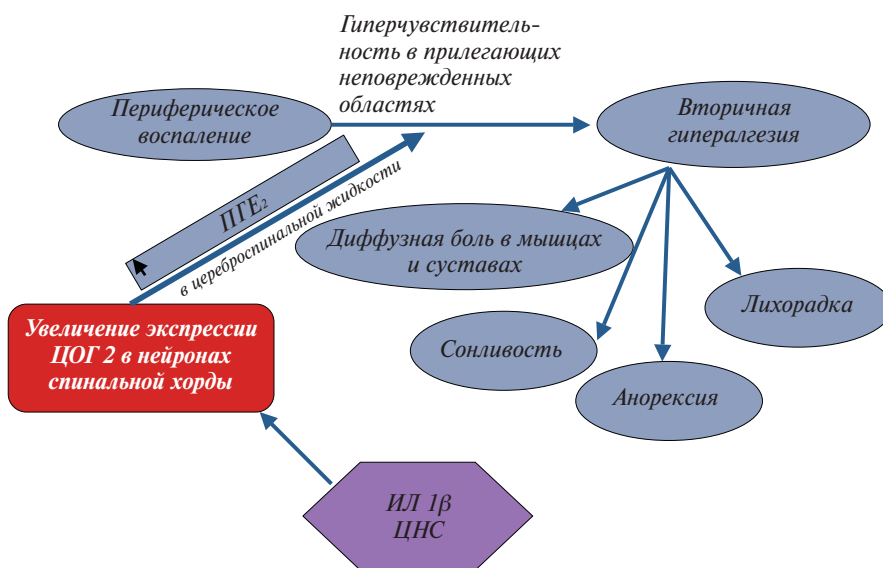 Гиперчувствитель-
ность в прилегающих
неповрежденных
областях
Периферическое
воспаление
Вторичная
гипералгезия
ПГЕ₂
в цереброспинальной жидкости
Диффузная боль в мышцах
и суставах
Лихорадка
Увеличение экспрессии
ЦОГ 2 в нейронах
спинальной хорды
Сонливость
Анорексия
ИЛ 1β
ЦНС